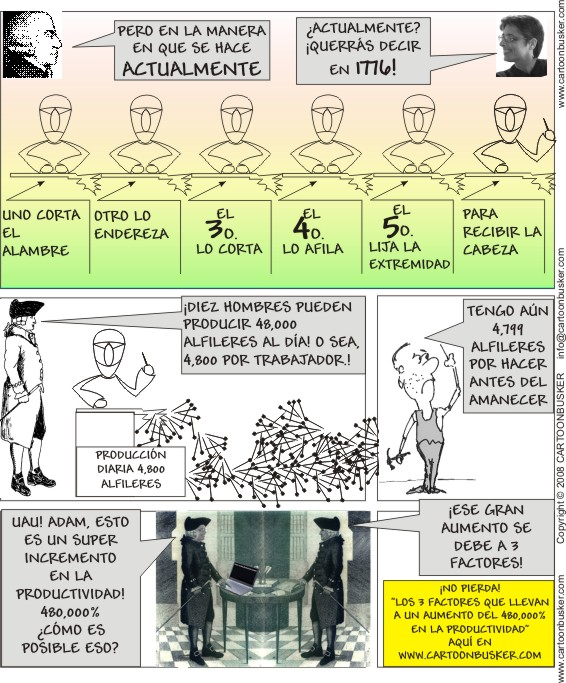 PERO EN LA MANERA
EN QUE SE HACE
ACTUALMENTE
¿ACTUALMENTE?
¡QUERRÁS DECIR
EN 1776!
UNO CORTA
EL
ALAMBRE
OTRO LO
ENDEREZA
EL
3O.
LO CORTA
EL
4O.
LO AFILA
EL
5O.
LIJA LA
EXTREMIDAD
PARA
RECIBIR LA
CABEZA
¡DIEZ HOMBRES PUEDEN
PRODUCIR 48,000
ALFILERES AL DÍA! O SEA,
4,800 POR TRABAJADOR.!
PRODUCCIÓN
DIARIA 4,800
ALFILERES
TENGO AÚN
4,799
ALFILERES
POR HACER
ANTES DEL
AMANECER
UAU! ADAM, ESTO
ES UN SUPER
INCREMENTO
EN LA
PRODUCTIVIDAD!
480,000%
¿CÓMO ES
POSIBLE ESO?
¡ESE GRAN
AUMENTO SE
DEBE A 3
FACTORES!
¡NO PIERDA!
"LOS 3 FACTORES QUE LLEVAN
A UN AUMENTO DEL 480,000%
EN LA PRODUCTIVIDAD"
AQUÍ EN
WWW.CARTOONBUSKER.COM
www.cartoonbusker.com Copyright © 2008 CARTOONBUSKER info@cartoonbusker.com www.cartoonbusker.com